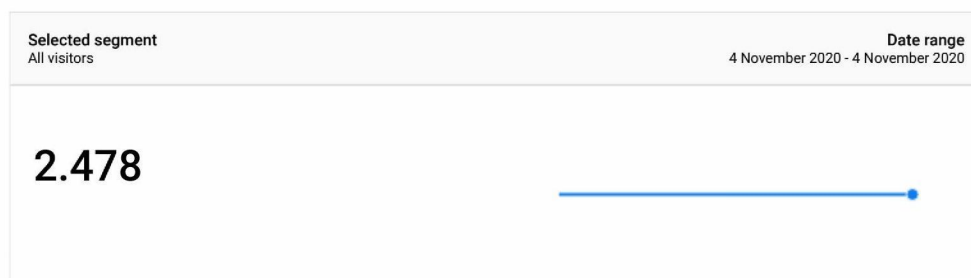 Selected segment
All visitors
Date range
4 November 2020 - 4 November 2020
2.478